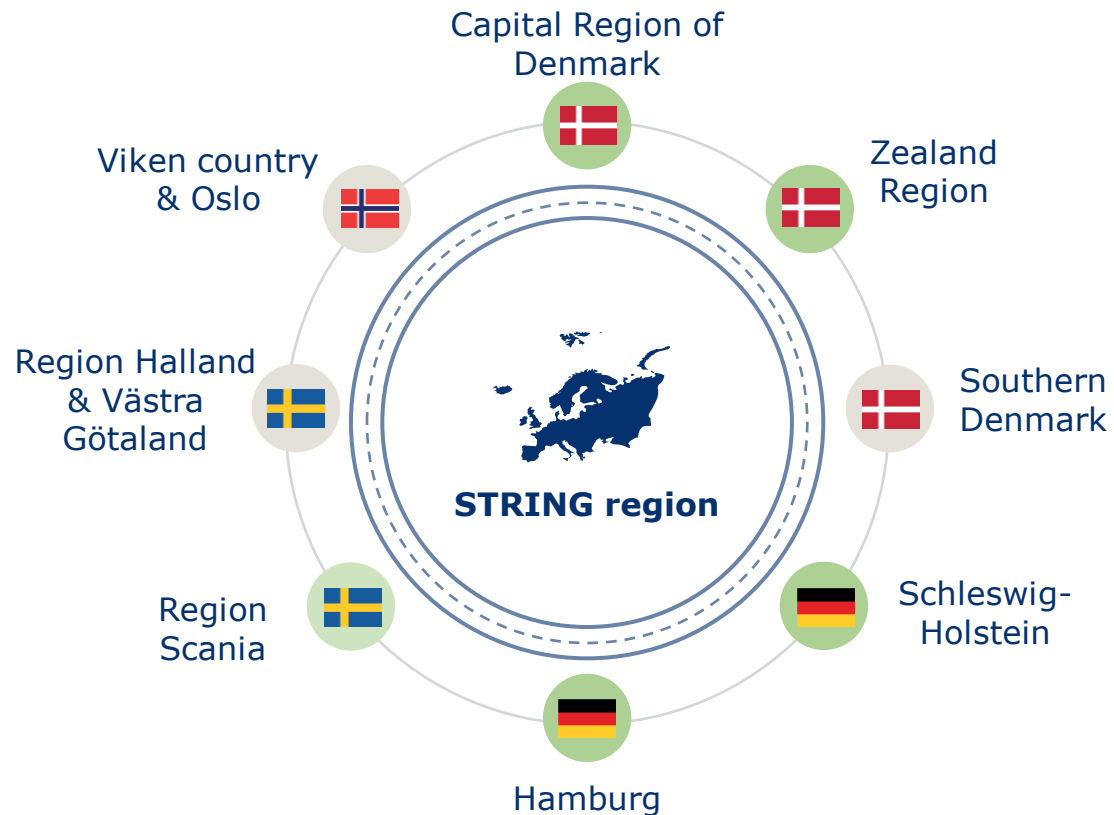 Capital Region of
Denmark
Viken country
& Oslo
Zealand
Region
Region Halland
& Västra
Götaland
Southern
Denmark
STRING region
Region
Scania
Schleswig-
Holstein
Hamburg